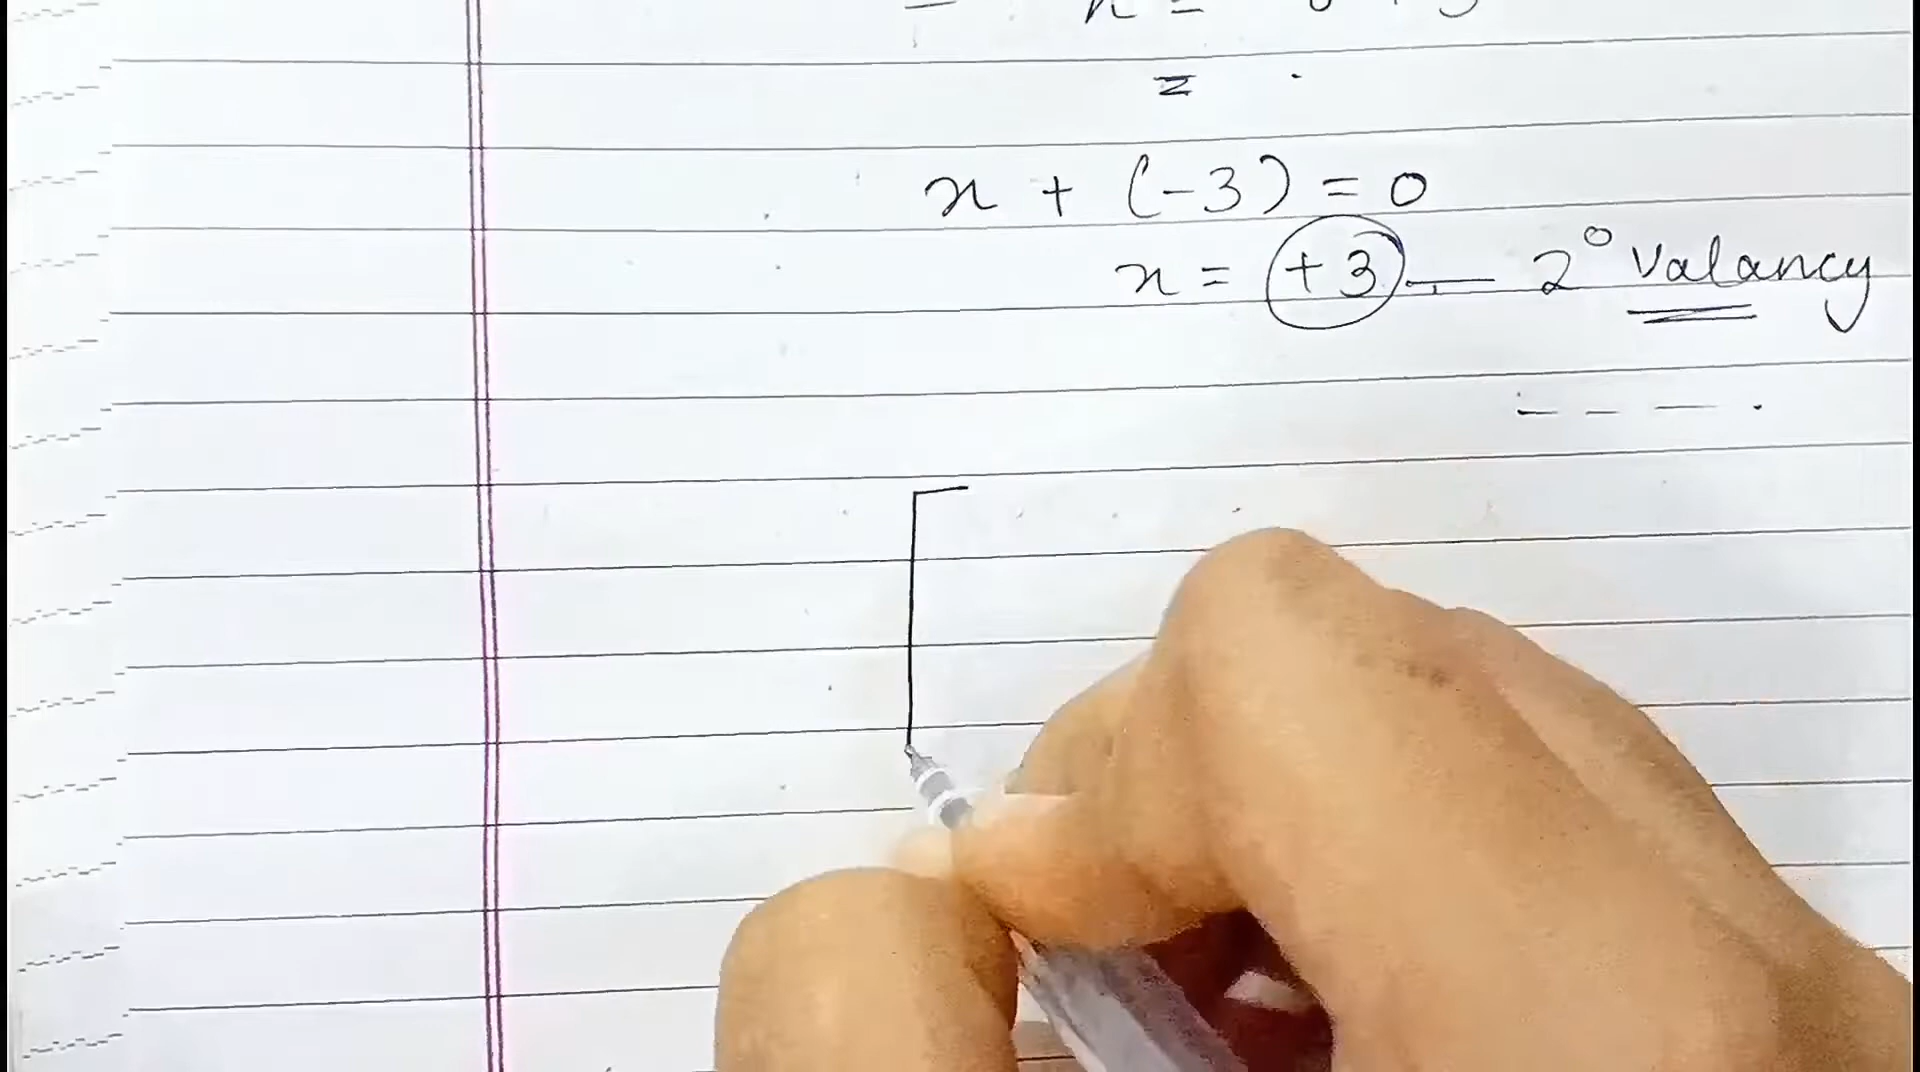 x + (-3) = 0
x = +3 — 2° valancy